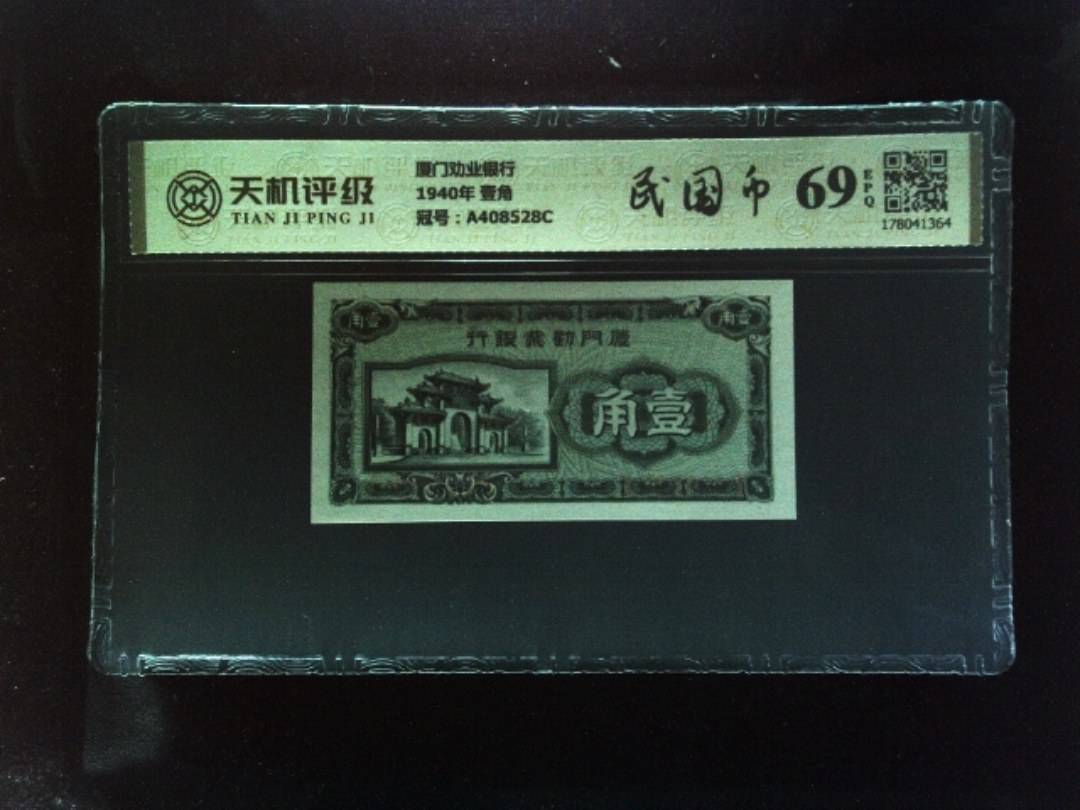 天机评级
TIAN JI PING JI
厦门劝业银行
1940年 壹角
冠号：A408528C
民国币
69
EPQ
178041364
角壹
角壹
行銀業勸門廈
角壹